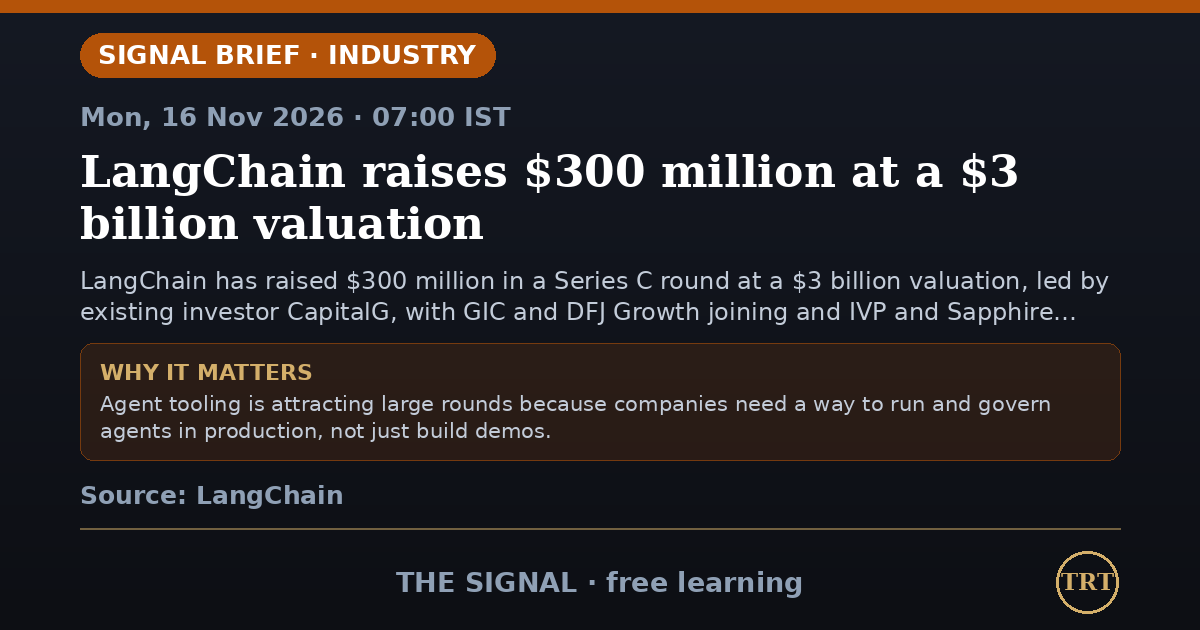 SIGNAL BRIEF · INDUSTRY
Mon, 16 Nov 2026 · 07:00 IST
LangChain raises $300 million at a $3
billion valuation
LangChain has raised $300 million in a Series C round at a $3 billion valuation, led by
existing investor CapitalG, with GIC and DFJ Growth joining and IVP and Sapphire…
WHY IT MATTERS
Agent tooling is attracting large rounds because companies need a way to run and govern
agents in production, not just build demos.
Source: LangChain
THE SIGNAL · free learning
TRT